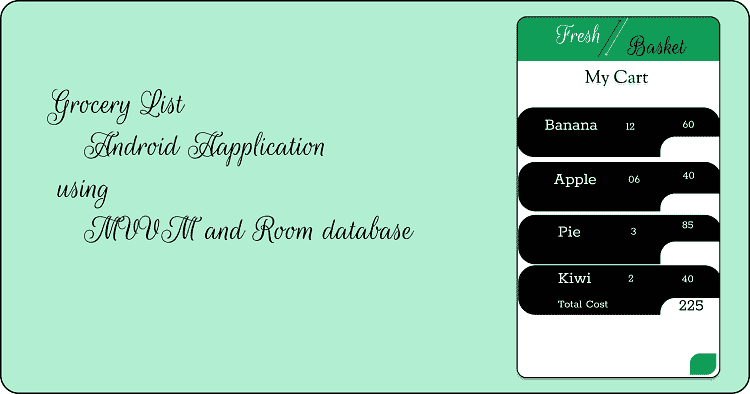 Grocery List
Android Aapplication
using
MVVM and Room database
Fresh
Basket
My Cart
Banana 12 60
Apple 06 40
Pie 3 85
Kiwi 2 40
Total Cost 225